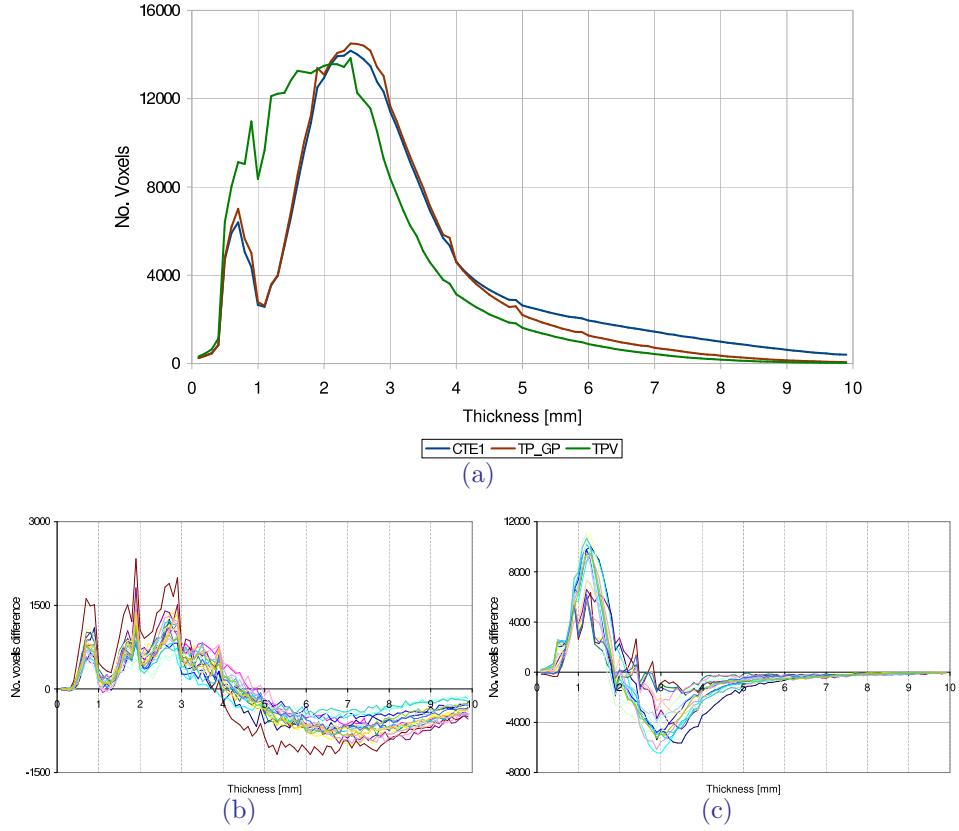 16000
12000
8000
4000
0
No. Voxels
0 1 2 3 4 5 6 7 8 9 10
Thickness [mm]
CTE1 TP_GP TPV
(a)
3000
1500
0
-1500
No. voxels difference
0 1 2 3 4 5 6 7 8 9 10
Thickness [mm]
(b)
12000
8000
4000
0
-4000
-8000
No. voxels difference
0 1 2 3 4 5 6 7 8 9 10
Thickness [mm]
(c)